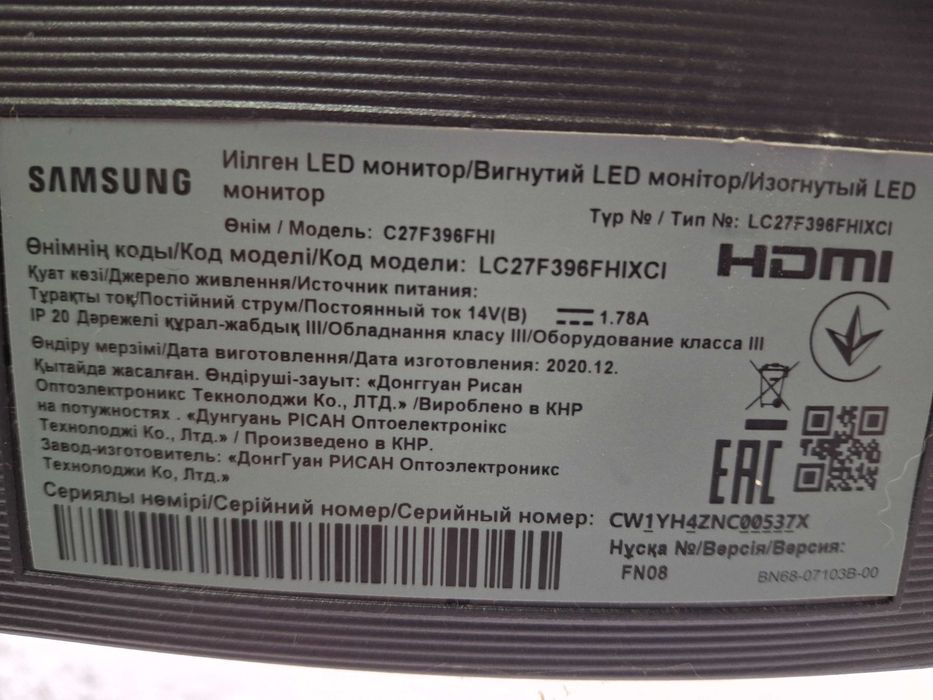 SAMSUNG
Иілген LED монитор/Вигнутий LED монітор/Изогнутый LED
монитор
Өнім / Модель: C27F396FHI
Түр № / Тип №: LC27F396FHIXCI
Өнімнің коды/Код моделі/Код модели: LC27F396FHIXCI
HDMI
Қуат көзі/Джерело живлення/Источник питания:
Тұрақты ток/Постійний струм/Постоянный ток 14V(В) 1.78A
IP 20 Дәрежелі құрал-жабдық III/Обладнання класу III/Оборудование класса III
Өндіру мерзімі/Дата виготовлення/Дата изготовления: 2020.12.
Қытайда жасалған. Өндіруші-зауыт: «Донггуан Рисан
Оптоэлектроникс Текнолоджи Ко., ЛТД.» /Вироблено в КНР
на потужностях . «Дунгуань РІСАН Оптоелектронікс
Технолоджі Ко., Лтд.» / Произведено в КНР.
Завод-изготовитель: «ДонгГуан РИСАН Оптоэлектроникс
Технолоджи Ко, Лтд.»
EAC
Сериялы нөмірі/Серійний номер/Серийный номер: CW1YH4ZNC00537X
Нұсқа №/Версія/Версия:
FN08
BN68-07103B-00